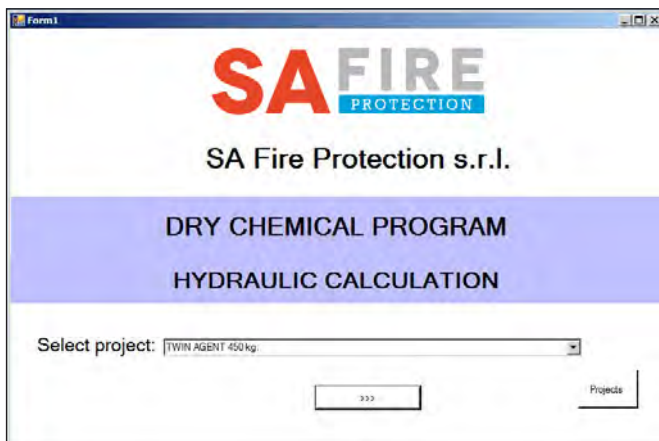 Form1
SA FIRE
PROTECTION
SA Fire Protection s.r.l.
DRY CHEMICAL PROGRAM
HYDRAULIC CALCULATION
Select project: TWIN AGENT 450 kg.
>>>
Projects